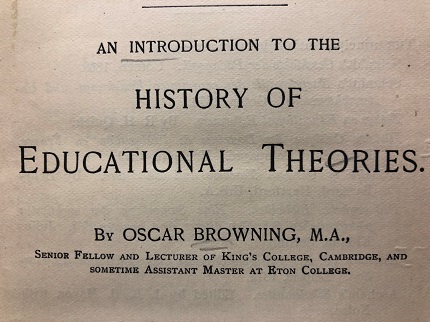 AN INTRODUCTION TO THE
HISTORY OF
EDUCATIONAL THEORIES.
BY OSCAR BROWNING, M.A.,
SENIOR FELLOW AND LECTURER OF KING'S COLLEGE, CAMBRIDGE, AND
SOMETIME ASSISTANT MASTER AT ETON COLLEGE.